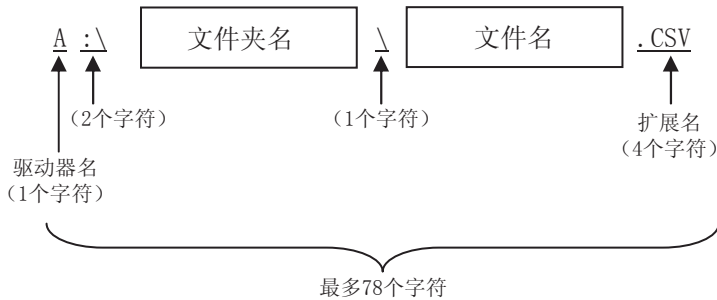 A :\ 文件夹名 \ 文件名 .CSV
(2个字符) (1个字符) 扩展名
(4个字符)
驱动器名
(1个字符)
最多78个字符